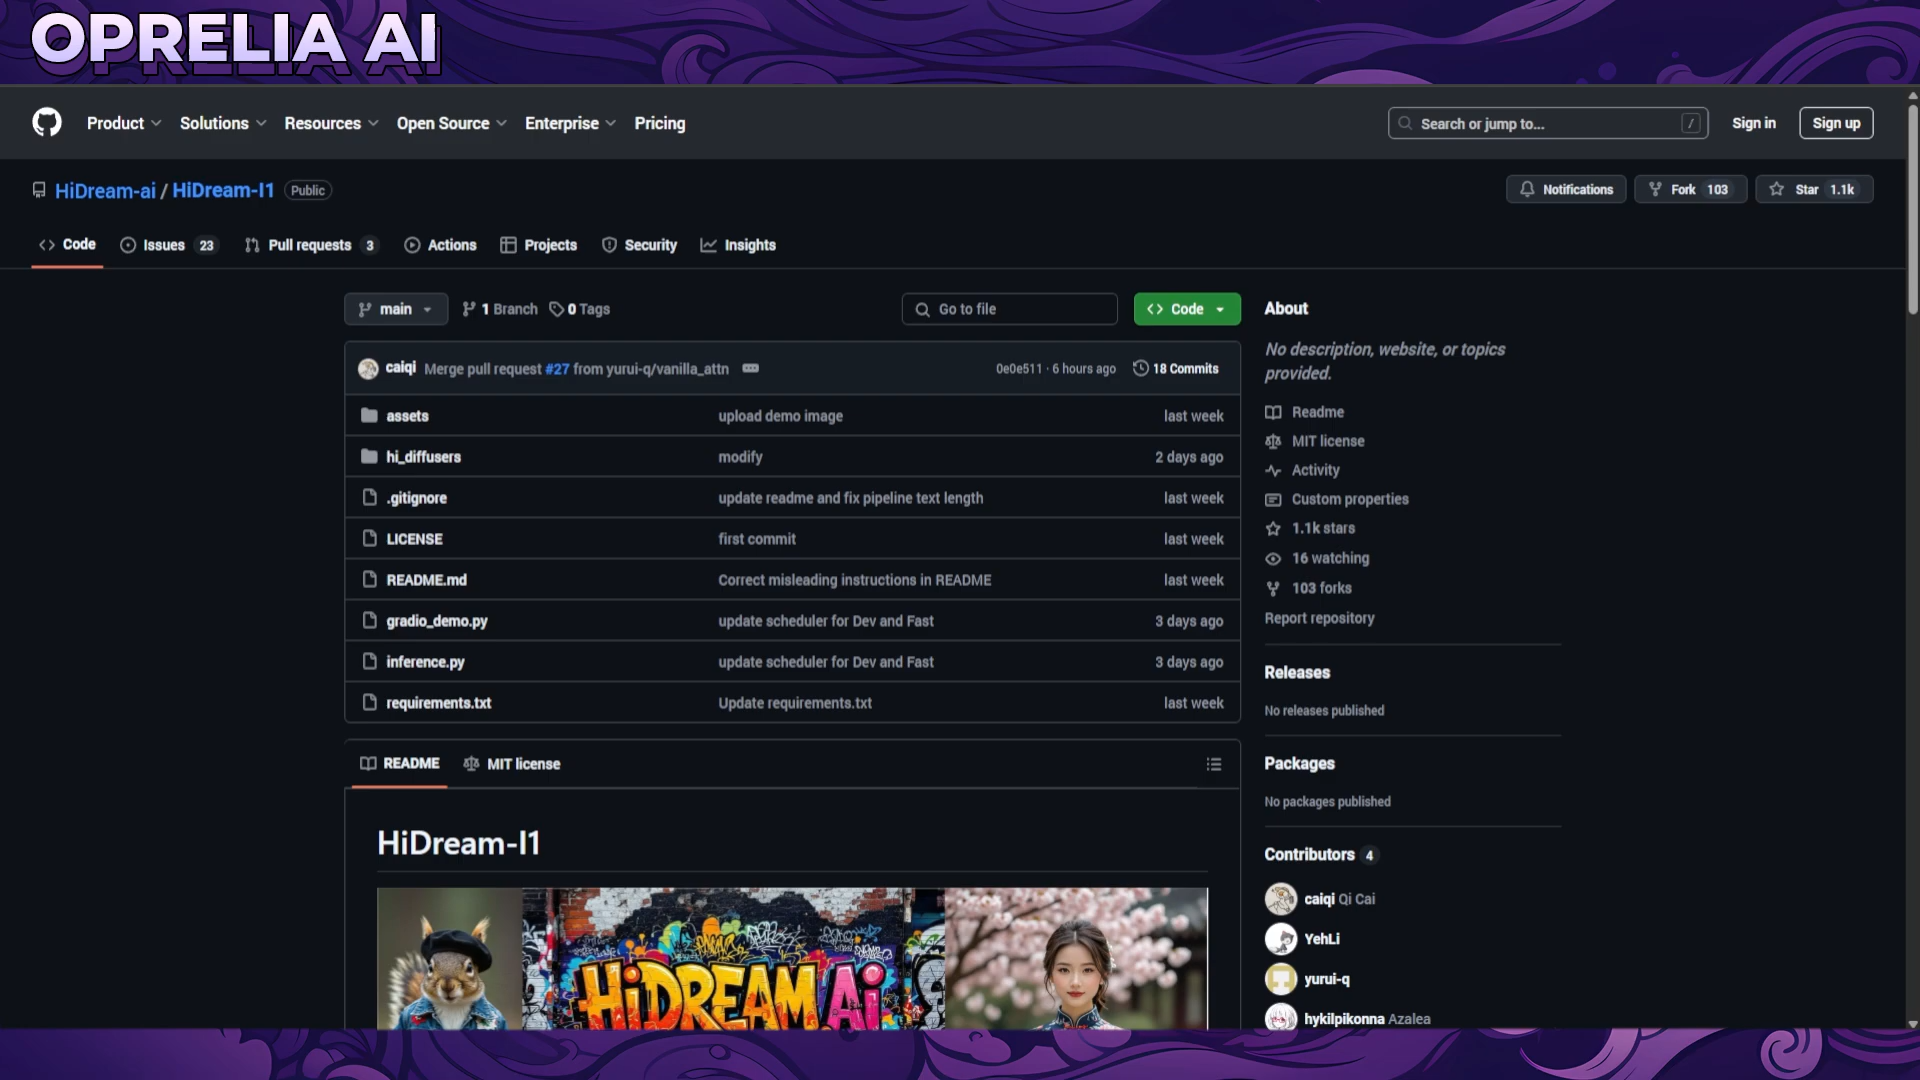 OPRELIA AI
Product Solutions Resources Open Source Enterprise Pricing Search or jump to... / Sign in Sign up
HiDream-ai / HiDream-I1 Public Notifications Fork 103 Star 1.1k
Code Issues 23 Pull requests 3 Actions Projects Security Insights
main 1 Branch 0 Tags Go to file Code
caiqi Merge pull request #27 from yurui-q/vanilla_attn 0e0e511 · 6 hours ago 18 Commits
assets upload demo image last week
hi_diffusers modify 2 days ago
.gitignore update readme and fix pipeline text length last week
LICENSE first commit last week
README.md Correct misleading instructions in README last week
gradio_demo.py update scheduler for Dev and Fast 3 days ago
inference.py update scheduler for Dev and Fast 3 days ago
requirements.txt Update requirements.txt last week
README MIT license
HiDream-I1
HiDREAM.Ai
About
No description, website, or topics
provided.
Readme
MIT license
Activity
Custom properties
1.1k stars
16 watching
103 forks
Report repository
Releases
No releases published
Packages
No packages published
Contributors 4
caiqi Qi Cai
YehLi
yurui-q
hykilpikonna Azalea